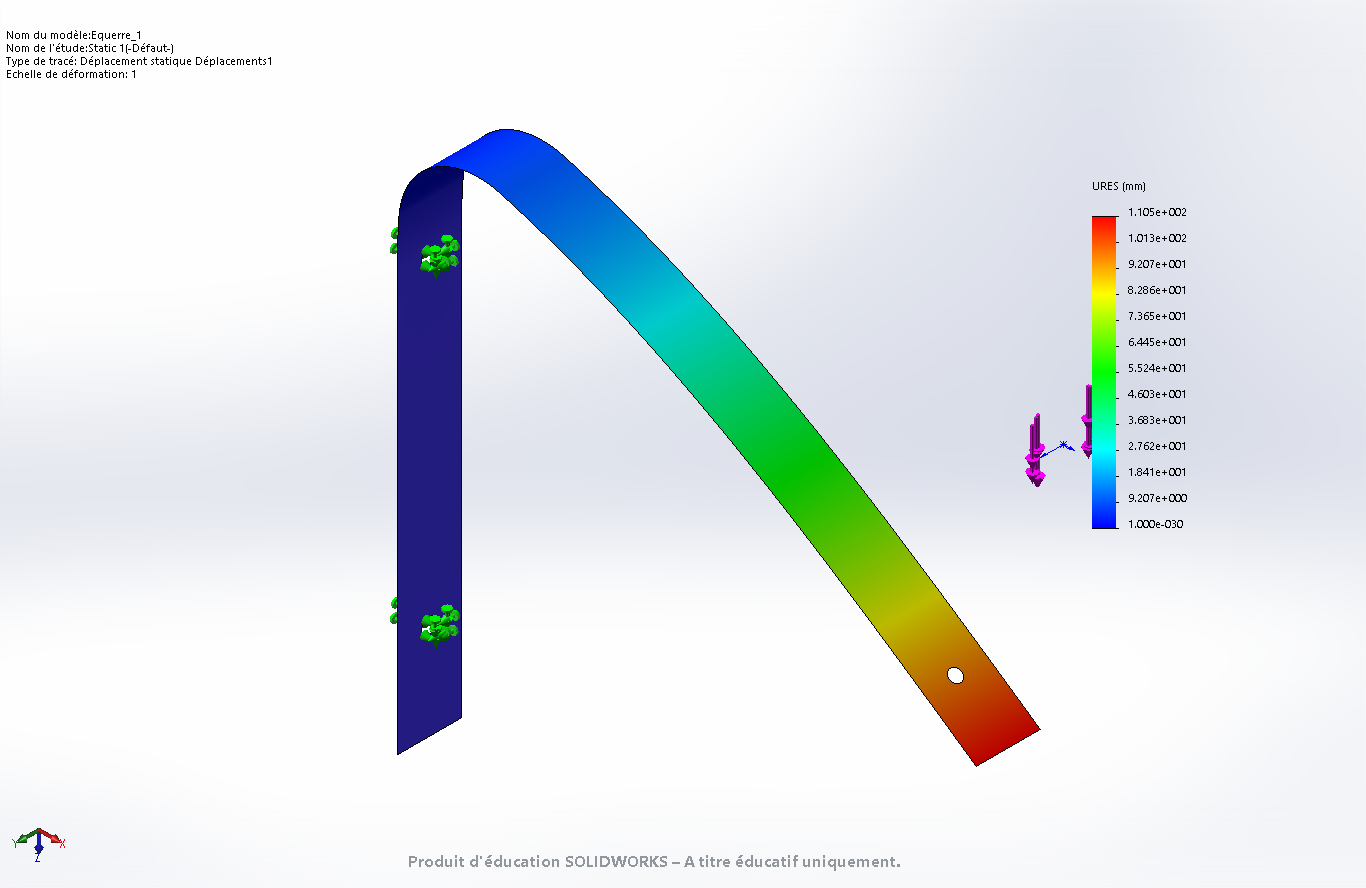 Nom du modèle:Equerre_1
Nom de l'étude:Static 1(-Défaut-)
Type de tracé: Déplacement statique Déplacements1
Echelle de déformation: 1
URES (mm)
1.105e+002
1.013e+002
9.207e+001
8.286e+001
7.365e+001
6.445e+001
5.524e+001
4.603e+001
3.683e+001
2.762e+001
1.841e+001
9.207e+000
1.000e-030
Y
X
Z
Produit d'éducation SOLIDWORKS – A titre éducatif uniquement.